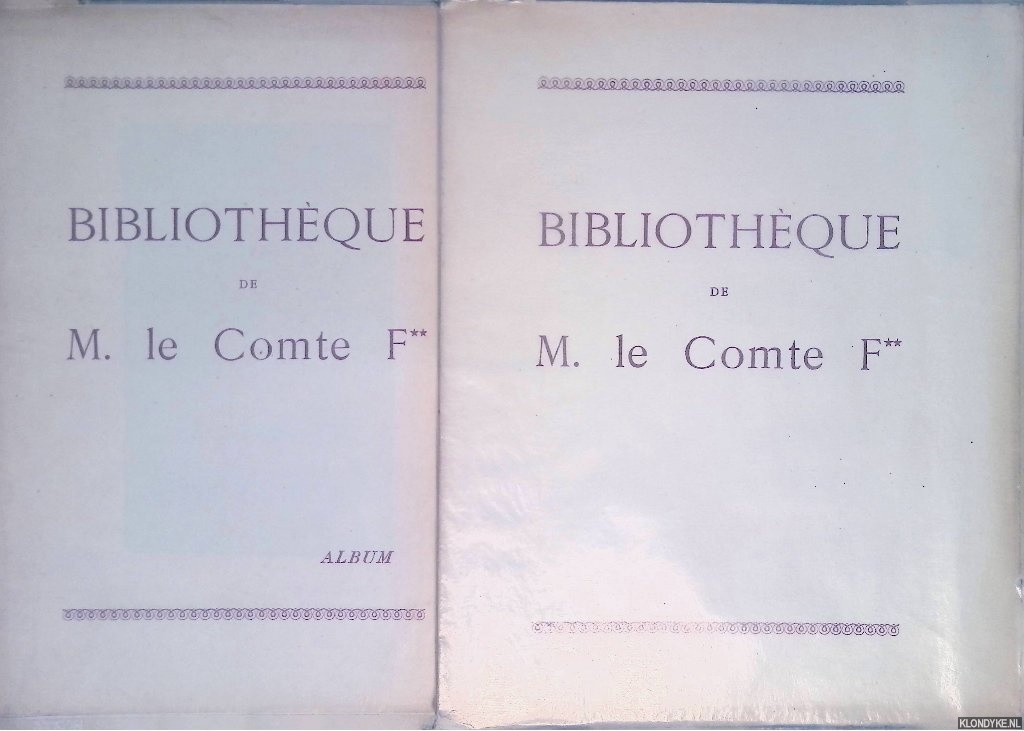 BIBLIOTHÈQUE
DE
M. le Comte F**
ALBUM
BIBLIOTHÈQUE
DE
M. le Comte F**
KLONDYKE.NL